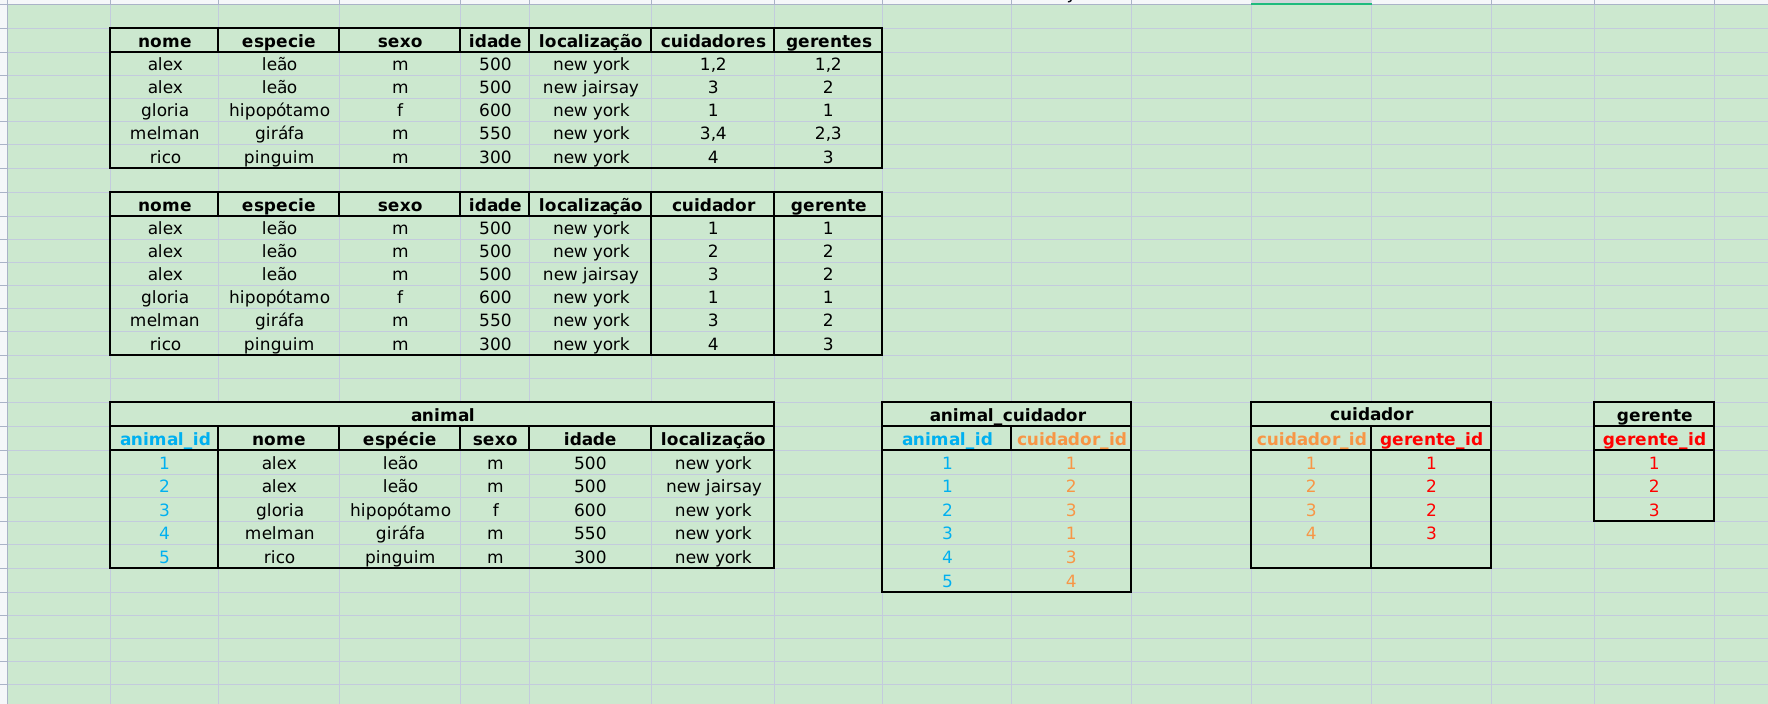 nome especie sexo idade localização cuidadores gerentes
alex leão m 500 new york 1,2 1,2
alex leão m 500 new jairsay 3 2
gloria hipopótamo f 600 new york 1 1
melman giráfa m 550 new york 3,4 2,3
rico pinguim m 300 new york 4 3
nome especie sexo idade localização cuidador gerente
alex leão m 500 new york 1 1
alex leão m 500 new york 2 2
alex leão m 500 new jairsay 3 2
gloria hipopótamo f 600 new york 1 1
melman giráfa m 550 new york 3 2
rico pinguim m 300 new york 4 3
animal
animal_id nome espécie sexo idade localização
1 alex leão m 500 new york
2 alex leão m 500 new jairsay
3 gloria hipopótamo f 600 new york
4 melman giráfa m 550 new york
5 rico pinguim m 300 new york
animal_cuidador
animal_id cuidador_id
1 1
1 2
2 3
3 1
4 3
5 4
cuidador
cuidador_id gerente_id
1 1
2 2
3 2
4 3
gerente
gerente_id
1
2
3